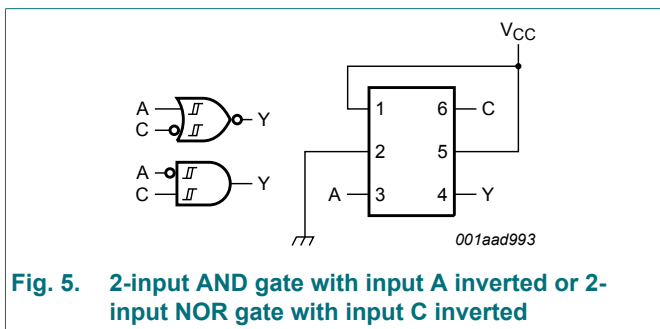 VCC
A
C
Y
A
C
Y
1 6 C
2 5
A 3 4 Y
001aad993
Fig. 5. 2-input AND gate with input A inverted or 2-
input NOR gate with input C inverted